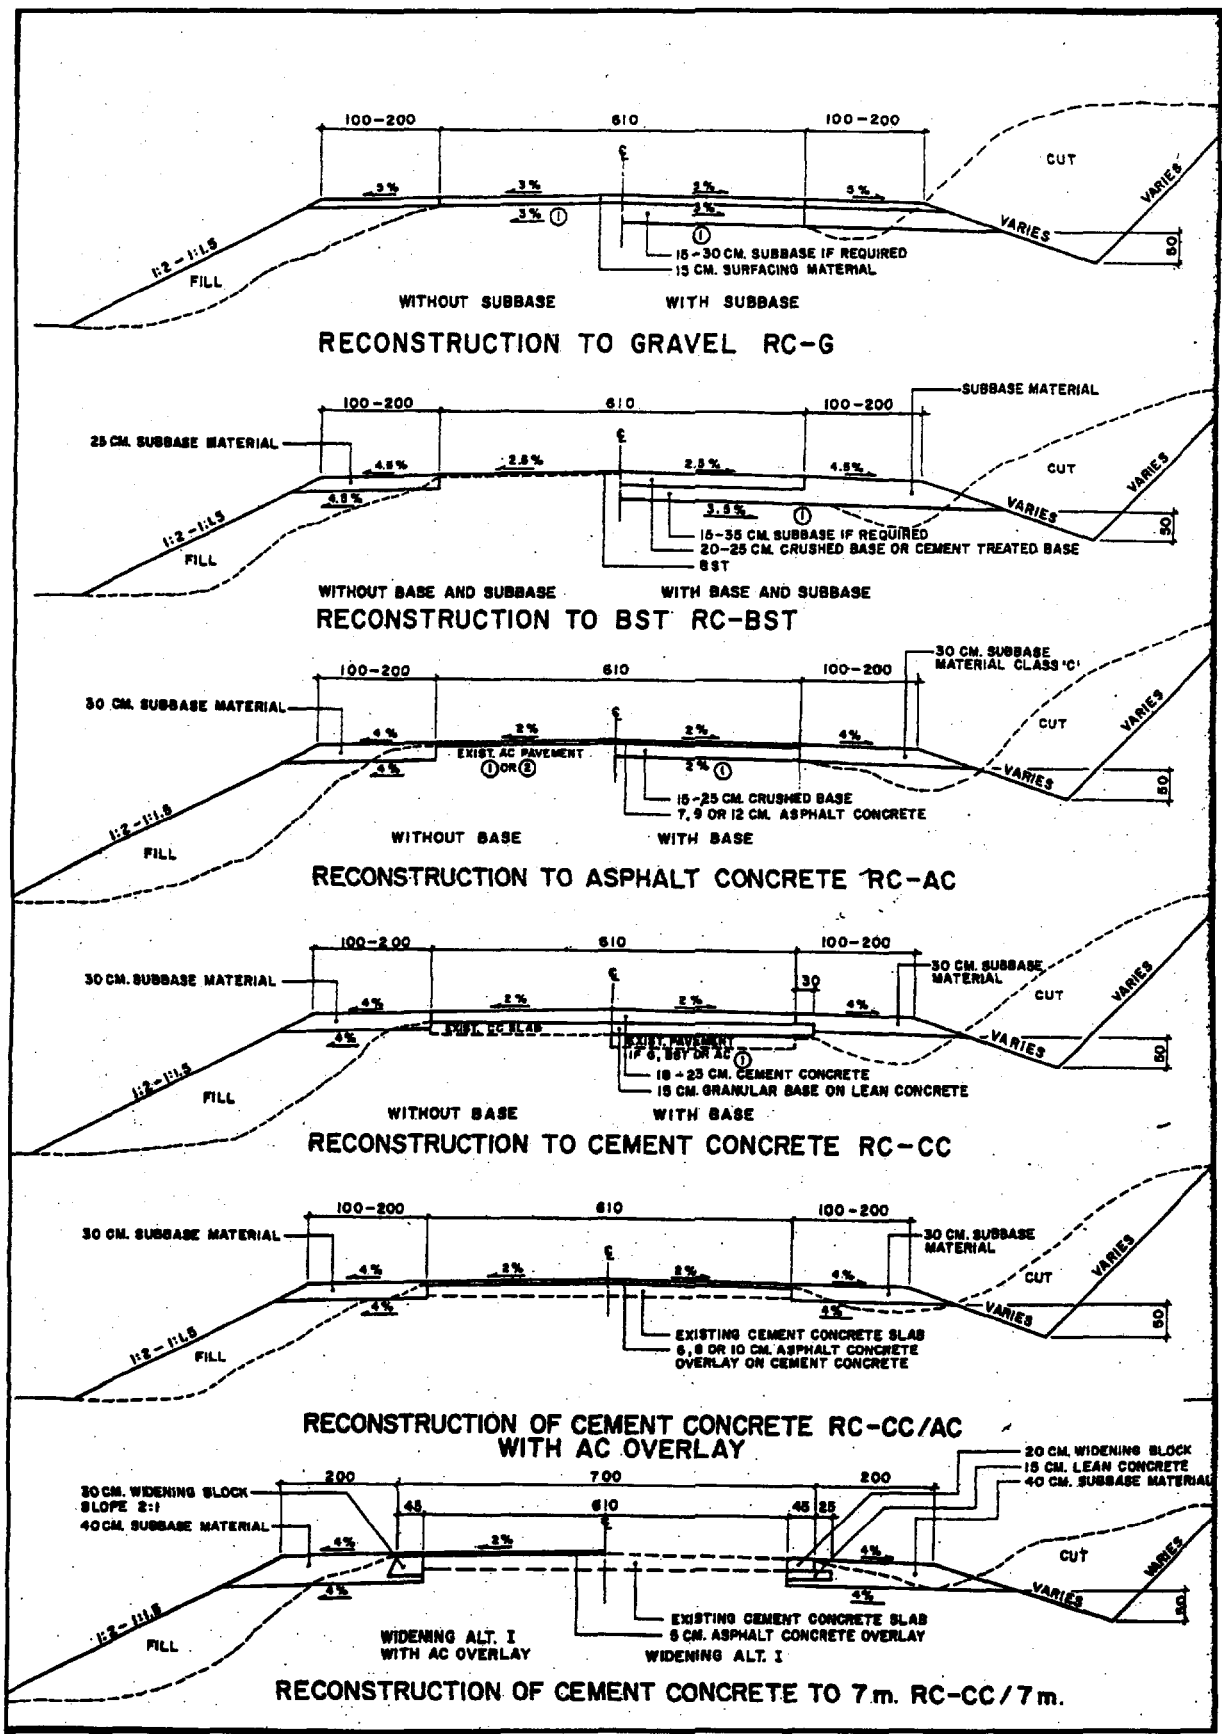 100-200 610 100-200
℄
CUT
VARIES
5% 3% 3% 5%
3% ① 3%
VARIES
①
50
1:2-1:1.5
FILL
15-30 CM. SUBBASE IF REQUIRED
15 CM. SURFACING MATERIAL
WITHOUT SUBBASE WITH SUBBASE
RECONSTRUCTION TO GRAVEL RC-G
SUBBASE MATERIAL
100-200 610 100-200
25 CM. SUBBASE MATERIAL
℄
CUT
VARIES
4.5% 2.5% 2.5% 4.5%
4.5%
3.5% ①
VARIES
50
1:2-1:1.5
FILL
15-35 CM. SUBBASE IF REQUIRED
20-25 CM. CRUSHED BASE OR CEMENT TREATED BASE
BST
WITHOUT BASE AND SUBBASE WITH BASE AND SUBBASE
RECONSTRUCTION TO BST RC-BST
30 CM. SUBBASE
MATERIAL CLASS 'C'
100-200 610 100-200
30 CM. SUBBASE MATERIAL
℄
CUT
VARIES
4% 2% 2% 4%
EXIST. AC PAVEMENT
① OR ②
4%
2% ①
VARIES
50
15-25 CM. CRUSHED BASE
7, 9 OR 12 CM. ASPHALT CONCRETE
1:2-1:1.5
FILL
WITHOUT BASE WITH BASE
RECONSTRUCTION TO ASPHALT CONCRETE RC-AC
100-200 610 100-200
30 CM. SUBBASE MATERIAL
℄
30
30 CM. SUBBASE
MATERIAL
CUT
VARIES
4% 2% 2% 4%
4%
EXIST. CC SLAB
EXIST. PAVEMENT
IF G, BST OR AC ①
VARIES
50
18-23 CM. CEMENT CONCRETE
15 CM. GRANULAR BASE ON LEAN CONCRETE
1:2-1:1.5
FILL
WITHOUT BASE WITH BASE
RECONSTRUCTION TO CEMENT CONCRETE RC-CC
100-200 610 100-200
30 CM. SUBBASE MATERIAL
℄
30 CM. SUBBASE
MATERIAL
CUT
VARIES
4% 2% 2% 4%
4% 4%
VARIES
50
1:2-1:1.5
FILL
EXISTING CEMENT CONCRETE SLAB
6, 8 OR 10 CM. ASPHALT CONCRETE
OVERLAY ON CEMENT CONCRETE
RECONSTRUCTION OF CEMENT CONCRETE RC-CC/AC
WITH AC OVERLAY
20 CM. WIDENING BLOCK
15 CM. LEAN CONCRETE
40 CM. SUBBASE MATERIAL
200 700 200
30 CM. WIDENING BLOCK
SLOPE 2:1
40 CM. SUBBASE MATERIAL
45 610 45 25
℄
4% 2% 4%
CUT
VARIES
4% 4%
VARIES
50
1:2-1:1.5
FILL
EXISTING CEMENT CONCRETE SLAB
5 CM. ASPHALT CONCRETE OVERLAY
WIDENING ALT. I
WITH AC OVERLAY
WIDENING ALT. I
RECONSTRUCTION OF CEMENT CONCRETE TO 7m. RC-CC/7m.